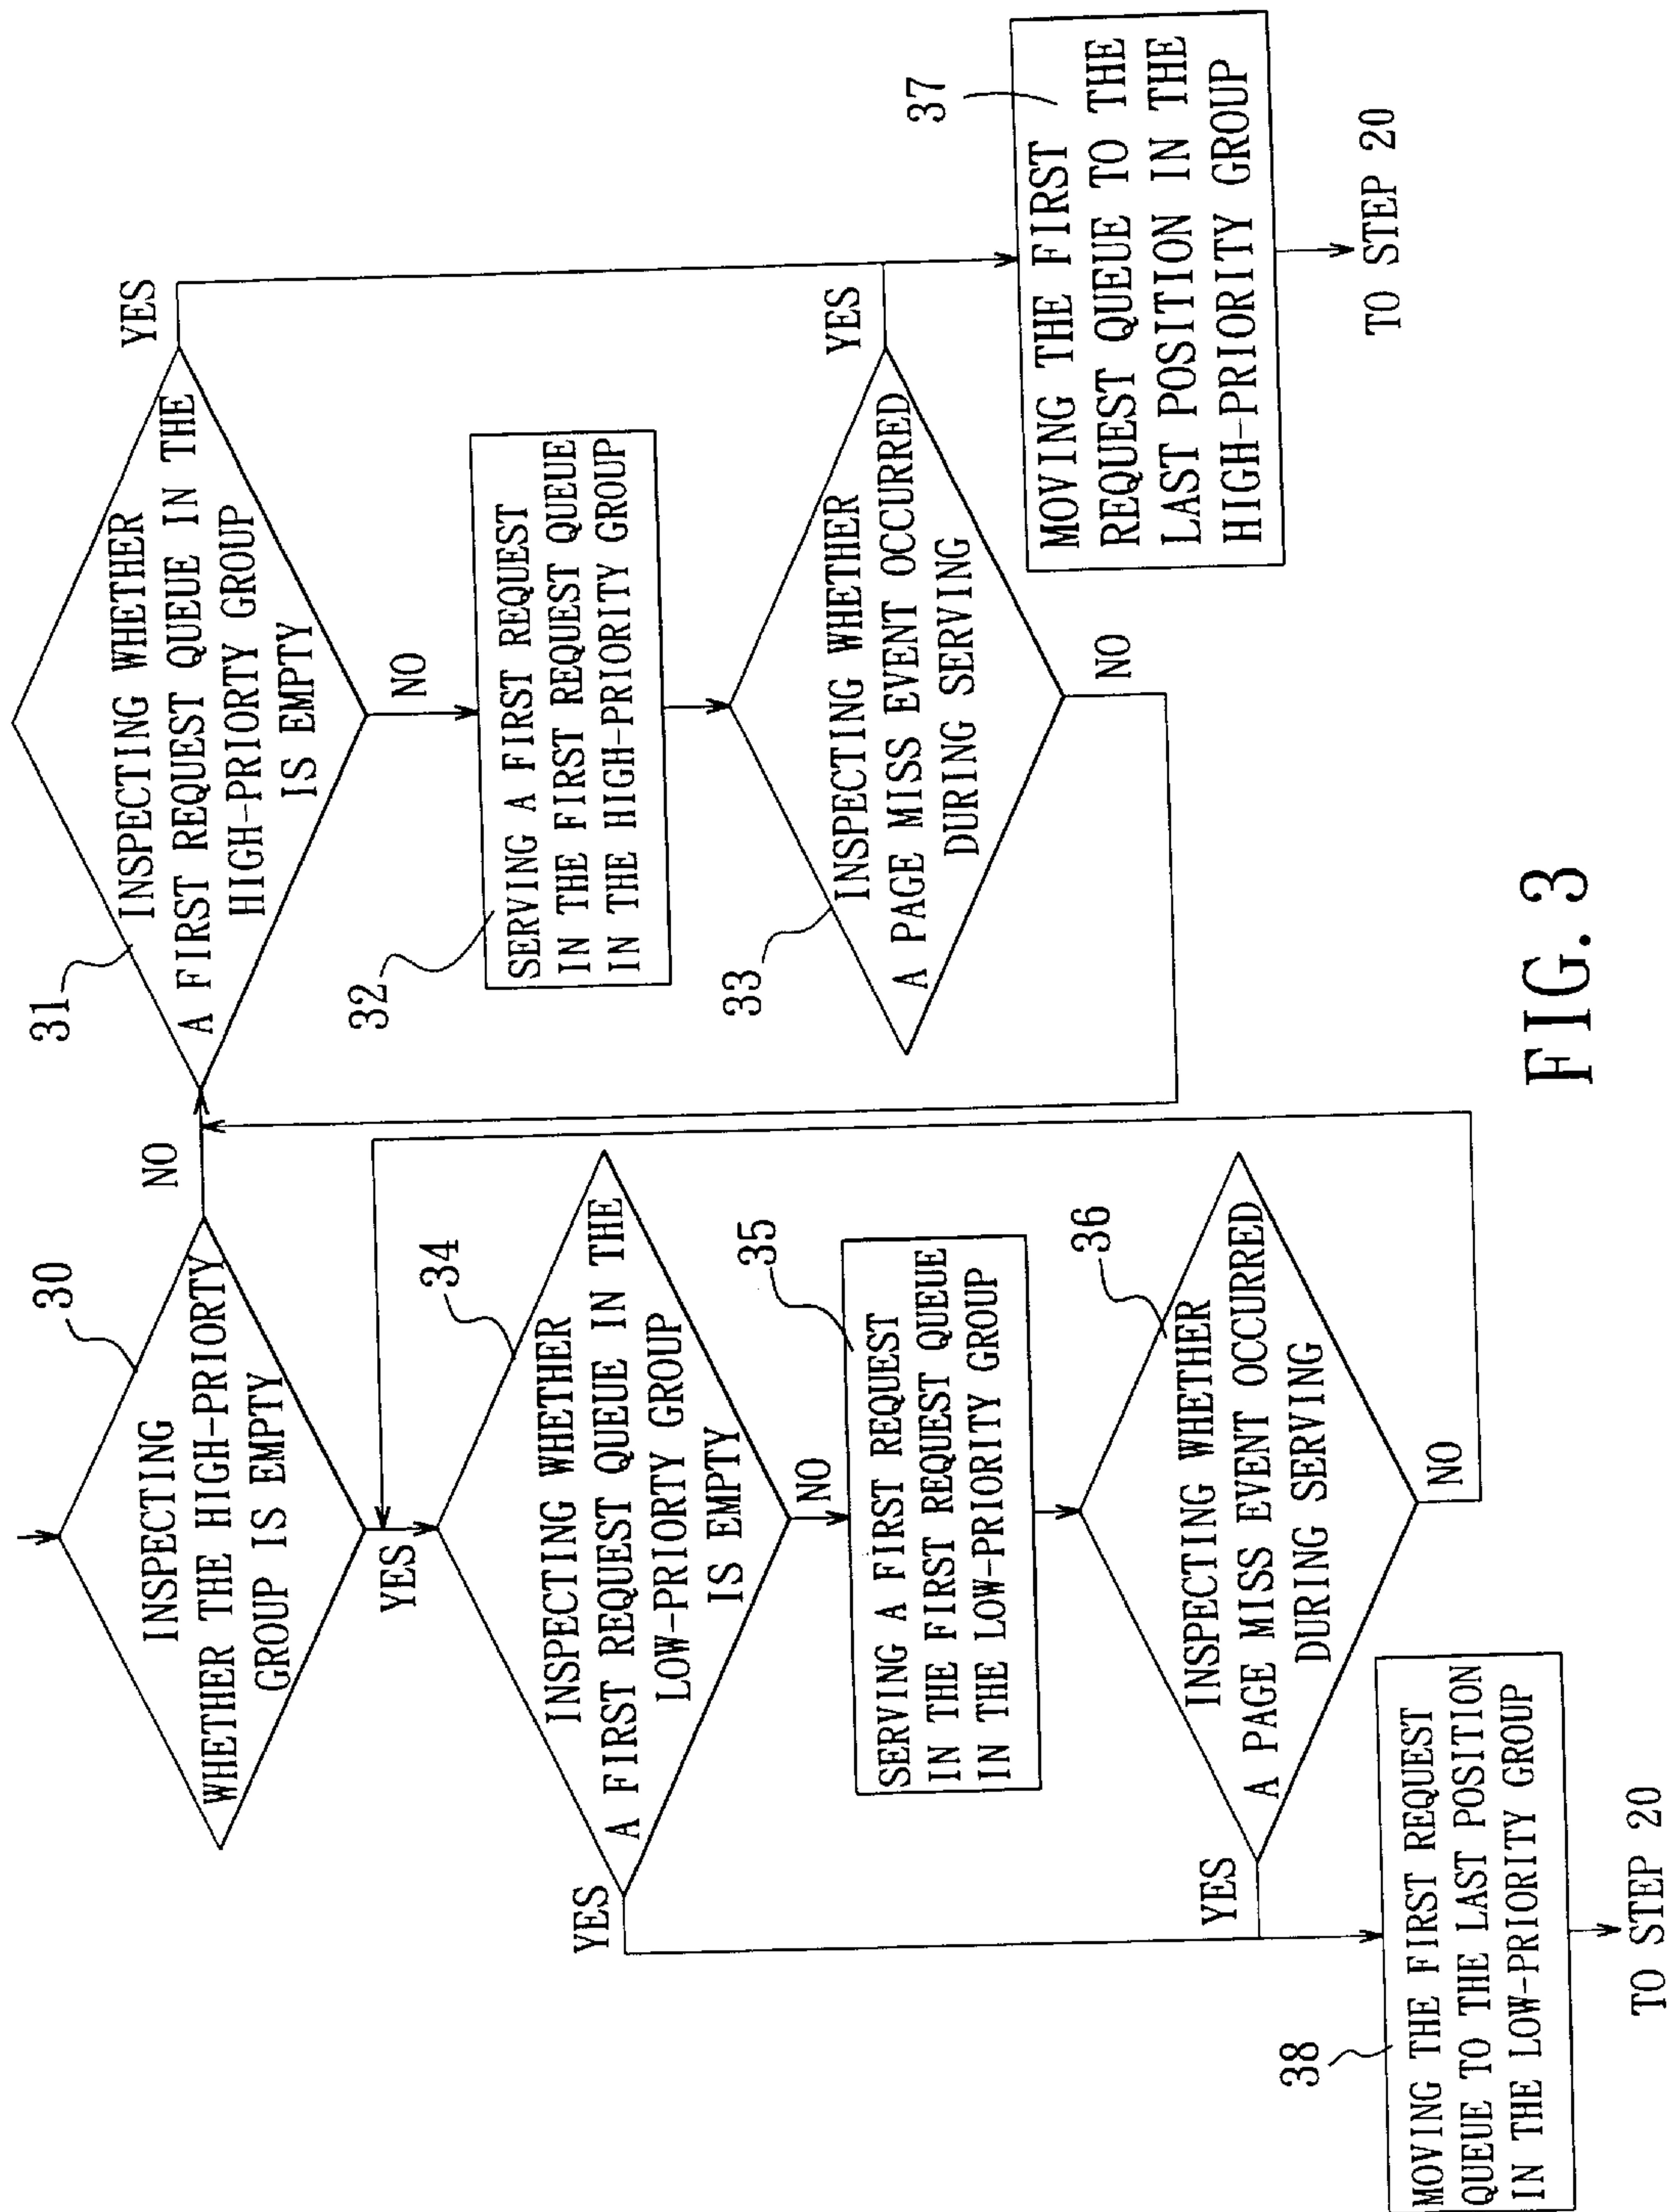 30
INSPECTING
WHETHER THE HIGH-PRIORTY
GROUP IS EMPTY
NO
YES
31
INSPECTING WHETHER
A FIRST REQUEST QUEUE IN THE
HIGH-PRIORTY GROUP
IS EMPTY
YES
NO
32
SERVING A FIRST REQUEST
IN THE FIRST REQUEST QUEUE
IN THE HIGH-PRIORITY GROUP
33
INSPECTING WHETHER
A PAGE MISS EVENT OCCURRED
DURING SERVING
YES
NO
37
MOVING THE FIRST
REQUEST QUEUE TO THE
LAST POSITION IN THE
HIGH-PRIORITY GROUP
TO STEP 20
34
INSPECTING WHETHER
A FIRST REQUEST QUEUE IN THE
LOW-PRIORTY GROUP
IS EMPTY
YES
NO
35
SERVING A FIRST REQUEST
IN THE FIRST REQUEST QUEUE
IN THE LOW-PRIORITY GROUP
36
INSPECTING WHETHER
A PAGE MISS EVENT OCCURRED
DURING SERVING
YES
NO
38
MOVING THE FIRST REQUEST
QUEUE TO THE LAST POSITION
IN THE LOW-PRIORITY GROUP
TO STEP 20
FIG. 3